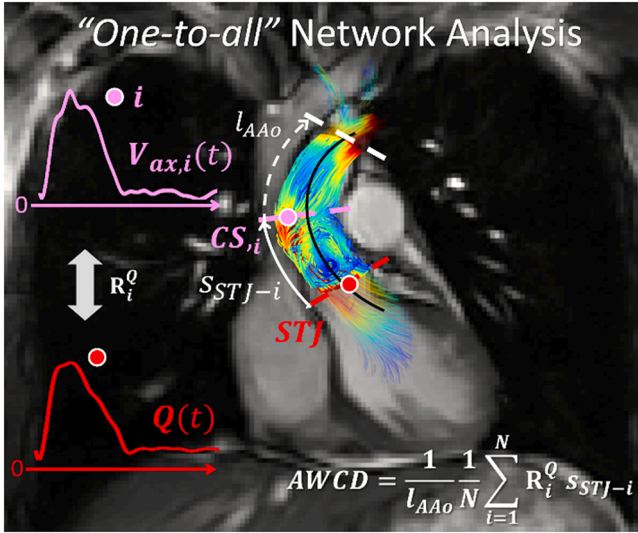 “One-to-all” Network Analysis
i
V_{ax,i}(t)
0
l_{AAo}
CS,i
R_i^Q
s_{STJ-i}
STJ
Q(t)
0
AWCD = \frac{1}{l_{AAo}} \frac{1}{N} \sum_{i=1}^{N} R_i^Q s_{STJ-i}